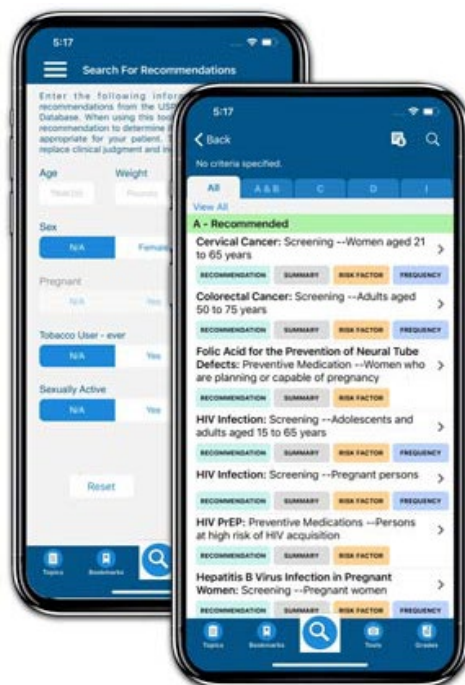 5:17
Search For Recommendations
Enter the following
recommendations from the
Database. When using this
recommendation to determine
appropriate for your patient.
replace clinical judgment and
Age
Weight
Sex
N/A
Female
Pregnant
N/A
Yes
Tobacco User - ever
N/A
Yes
Sexually Active
N/A
Yes
Reset
Topics
Bookmarks
5:17
Back
No criteria specified.
All
A & B
C
D
I
View All
A - Recommended
Cervical Cancer: Screening --Women aged 21
to 65 years
RECOMMENDATION SUMMARY RISK FACTOR FREQUENCY
Colorectal Cancer: Screening --Adults aged
50 to 75 years
RECOMMENDATION SUMMARY RISK FACTOR FREQUENCY
Folic Acid for the Prevention of Neural Tube
Defects: Preventive Medication --Women who
are planning or capable of pregnancy
RECOMMENDATION SUMMARY RISK FACTOR
HIV Infection: Screening --Adolescents and
adults aged 15 to 65 years
RECOMMENDATION SUMMARY RISK FACTOR FREQUENCY
HIV Infection: Screening --Pregnant persons
RECOMMENDATION SUMMARY RISK FACTOR FREQUENCY
HIV PrEP: Preventive Medications --Persons
at high risk of HIV acquisition
RECOMMENDATION SUMMARY RISK FACTOR
Hepatitis B Virus Infection in Pregnant
Women: Screening --Pregnant women
RECOMMENDATION SUMMARY RISK FACTOR FREQUENCY
Topics
Bookmarks
Tools
Grades